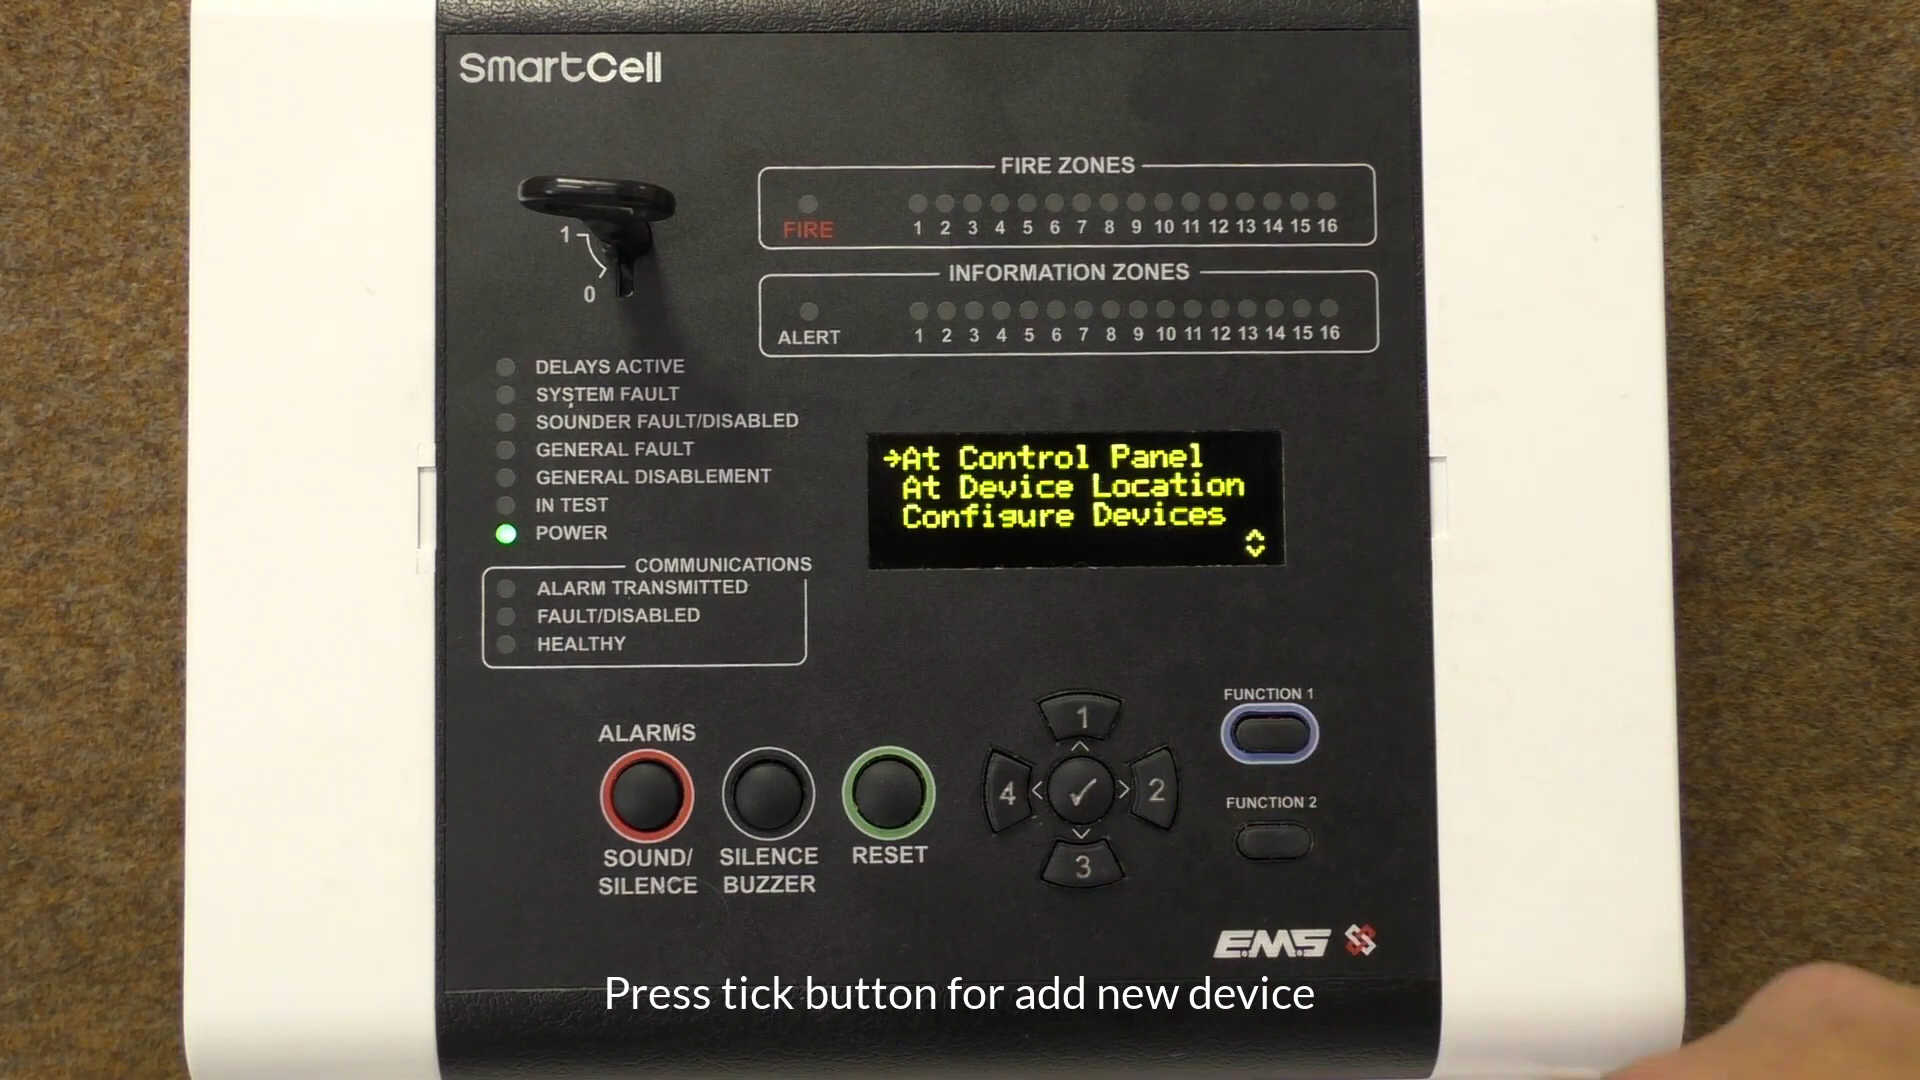 SmartCell
FIRE ZONES
FIRE
1 2 3 4 5 6 7 8 9 10 11 12 13 14 15 16
INFORMATION ZONES
ALERT
1 2 3 4 5 6 7 8 9 10 11 12 13 14 15 16
1
0
DELAYS ACTIVE
SYSTEM FAULT
SOUNDER FAULT/DISABLED
GENERAL FAULT
GENERAL DISABLEMENT
IN TEST
POWER
COMMUNICATIONS
ALARM TRANSMITTED
FAULT/DISABLED
HEALTHY
→At Control Panel
At Device Location
Configure Devices
ALARMS
SOUND/
SILENCE
SILENCE
BUZZER
RESET
1
4 < ✓ > 2
3
FUNCTION 1
FUNCTION 2
E.M.S
Press tick button for add new device